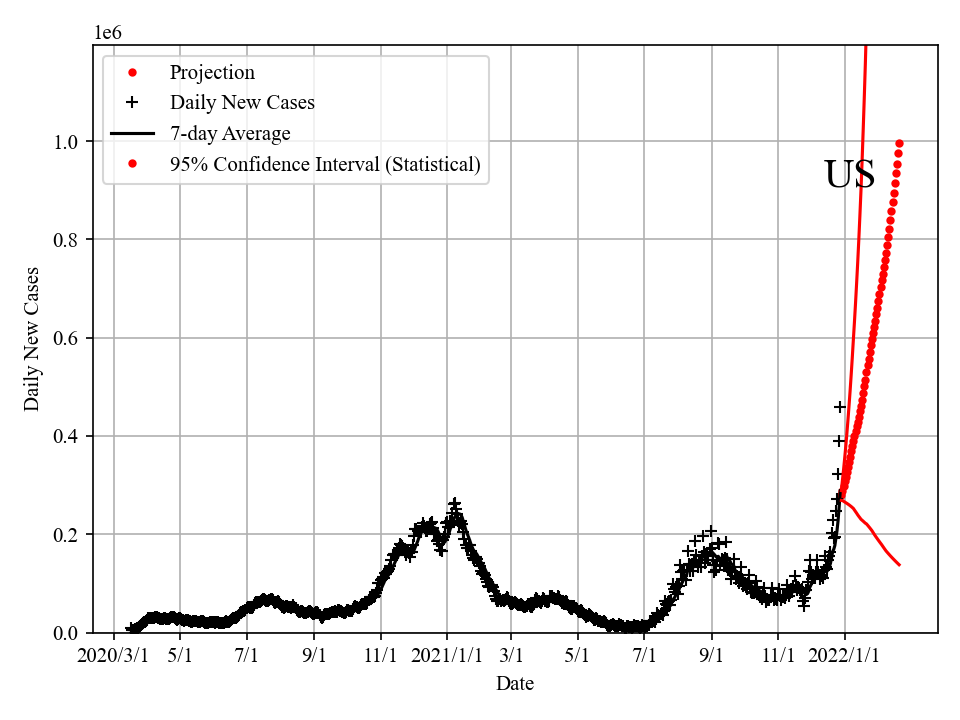 1e6
Projection
Daily New Cases
7-day Average
95% Confidence Interval (Statistical)
US
1.0
0.8
0.6
0.4
0.2
0.0
Daily New Cases
2020/3/1 5/1 7/1 9/1 11/1 2021/1/1 3/1 5/1 7/1 9/1 11/1 2022/1/1
Date